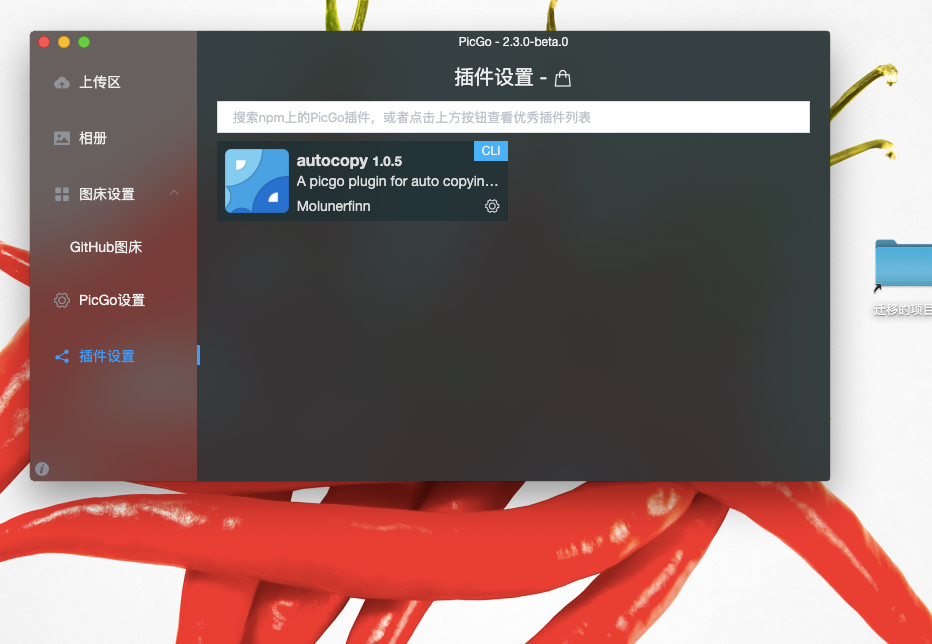 PicGo - 2.3.0-beta.0
上传区
相册
图床设置
GitHub图床
PicGo设置
插件设置
插件设置 -
搜索npm上的PicGo插件，或者点击上方按钮查看优秀插件列表
CLI
autocopy 1.0.5
A picgo plugin for auto copyin...
Molunerfinn
迁移的项目